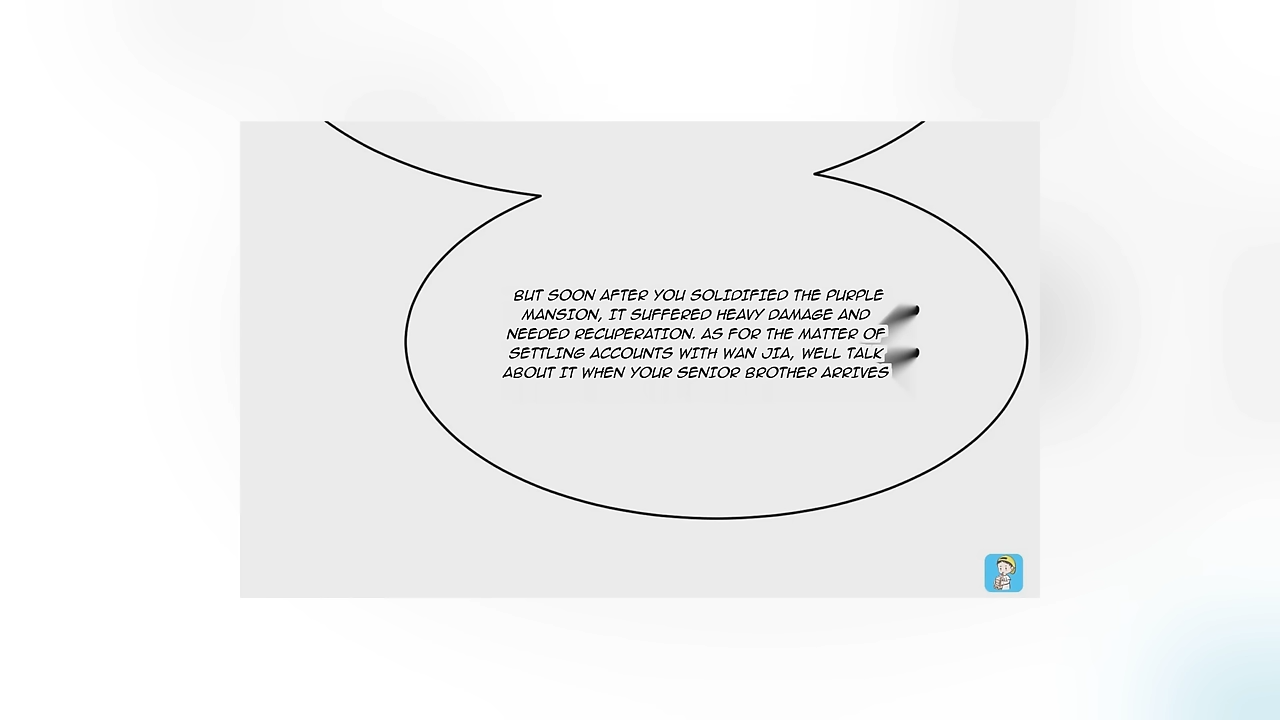 BUT SOON AFTER YOU SOLIDIFIED THE PURPLE
MANSION, IT SUFFERED HEAVY DAMAGE AND
NEEDED RECUPERATION. AS FOR THE MATTER OF
SETTLING ACCOUNTS WITH WAN JIA, WELL TALK
ABOUT IT WHEN YOUR SENIOR BROTHER ARRIVES